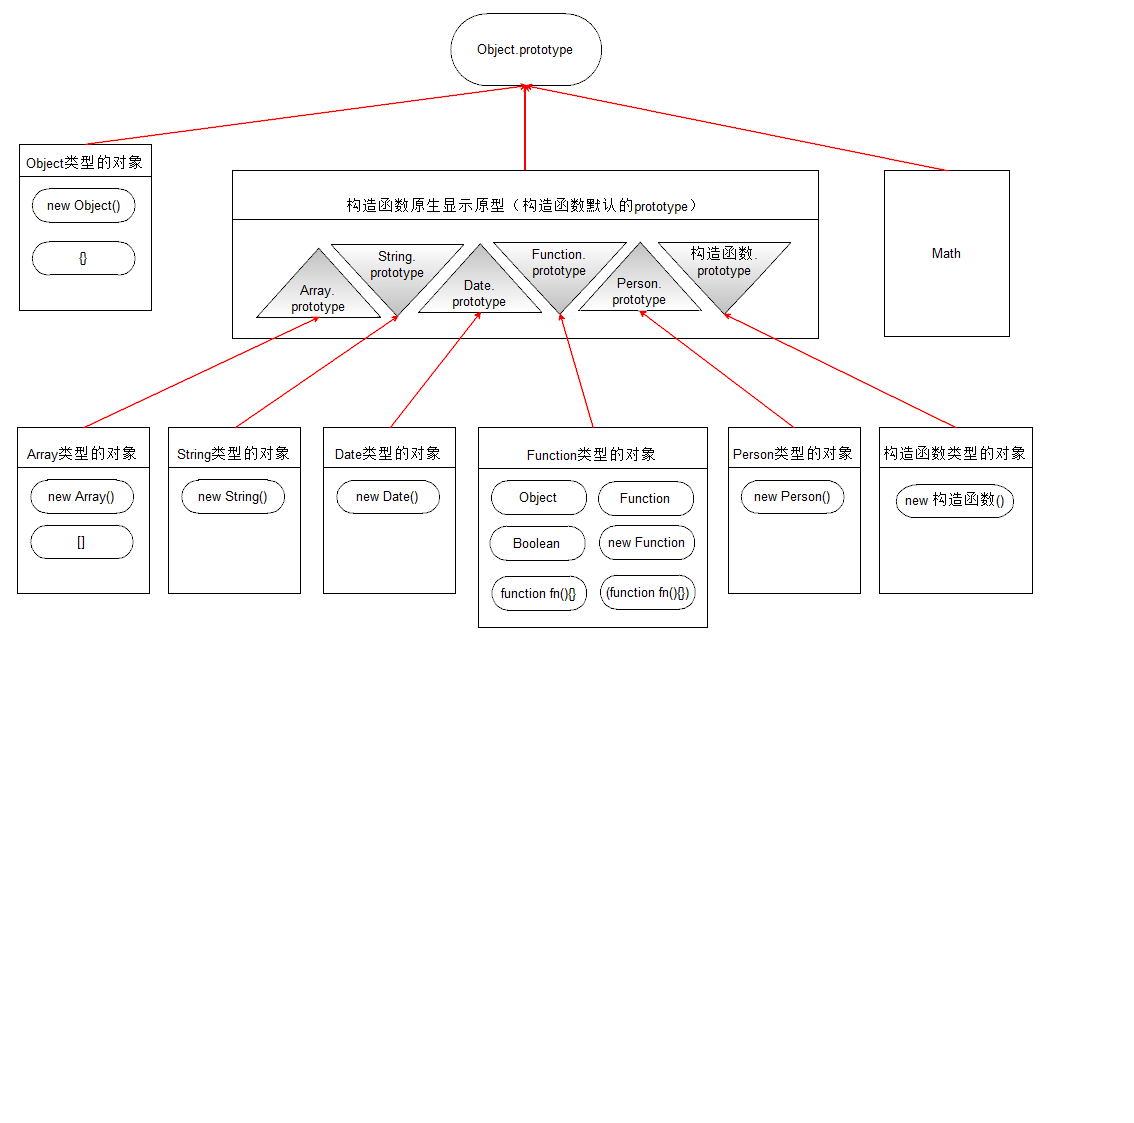 Object.prototype
Object类型的对象
new Object()
{}
构造函数原生显示原型（构造函数默认的prototype）
Array.
prototype
String.
prototype
Date.
prototype
Function.
prototype
Person.
prototype
构造函数.
prototype
Math
Array类型的对象
new Array()
[]
String类型的对象
new String()
Date类型的对象
new Date()
Function类型的对象
Object
Function
Boolean
new Function
function fn(){}
(function fn(){})
Person类型的对象
new Person()
构造函数类型的对象
new 构造函数()